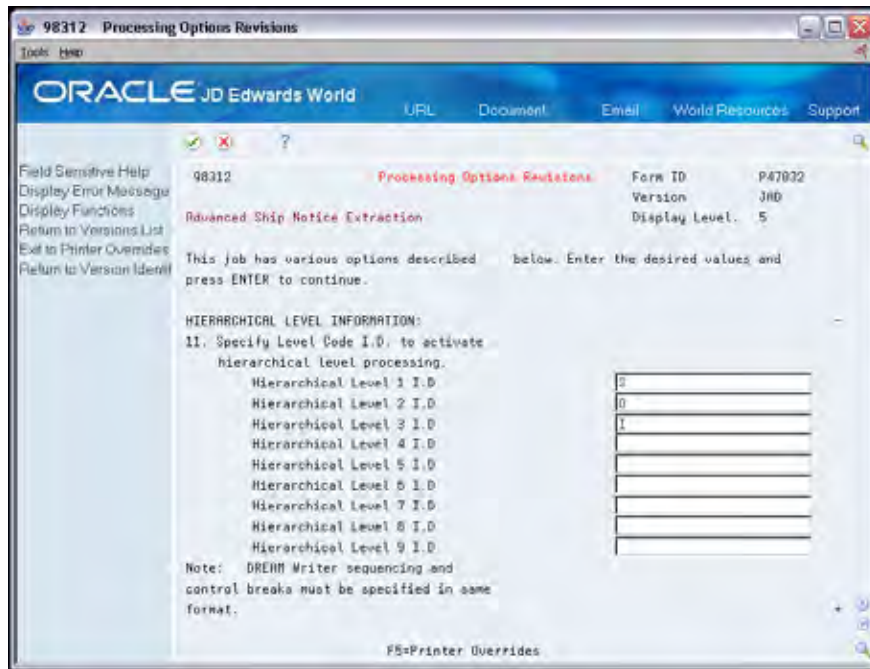 98312 Processing Options Revisions
Tools Help
ORACLE JD Edwards World
URL Document Email World Resources Support
?
Field Sensitive Help
Display Error Message
Display Functions
Return to Versions List
Exit to Printer Overrides
Return to Version Identif
98312 Processing Options Revisions Form ID P47032
Version JAD
Advanced Ship Notice Extraction Display Level. 5
This job has various options described below. Enter the desired values and
press ENTER to continue.
HIERARCHICAL LEVEL INFORMATION:
11. Specify Level Code I.D. to activate
hierarchical level processing.
Hierarchical Level 1 I.D S
Hierarchical Level 2 I.D O
Hierarchical Level 3 I.D I
Hierarchical Level 4 I.D
Hierarchical Level 5 I.D
Hierarchical Level 6 I.D
Hierarchical Level 7 I.D
Hierarchical Level 8 I.D
Hierarchical Level 9 I.D
Note: DREAM Writer sequencing and
control breaks must be specified in same
format. +
F5=Printer Overrides